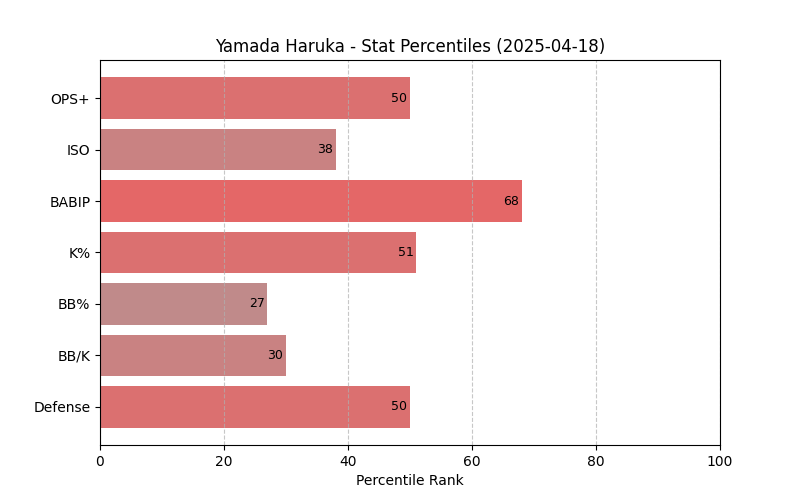 Yamada Haruka - Stat Percentiles (2025-04-18)
OPS+ 50
ISO 38
BABIP 68
K% 51
BB% 27
BB/K 30
Defense 50
0 20 40 60 80 100
Percentile Rank